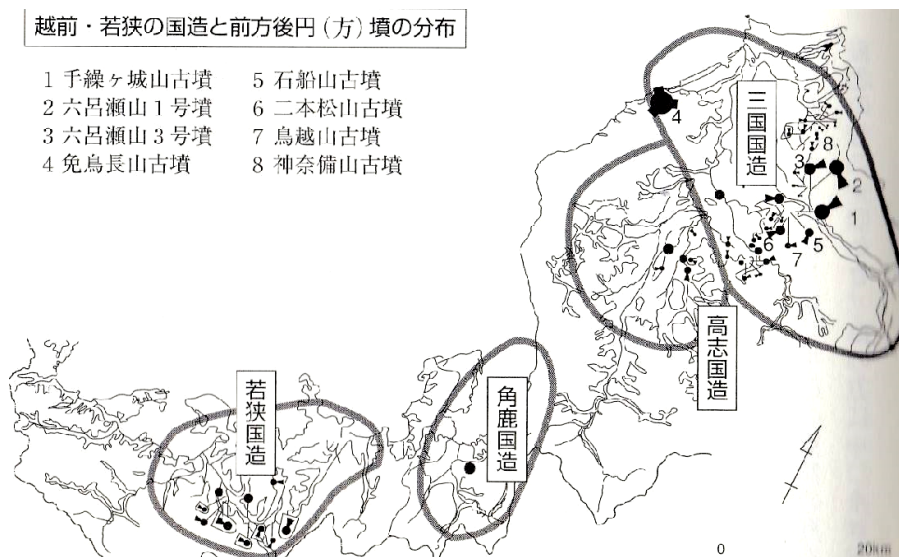 越前・若狭の国造と前方後円（方）墳の分布
1 手繰ヶ城山古墳
2 六呂瀬山1号墳
3 六呂瀬山3号墳
4 免鳥長山古墳
5 石船山古墳
6 二本松山古墳
7 鳥越山古墳
8 神奈備山古墳
4
三国国造
8
3
2
1
6
5
7
高志国造
角鹿国造
若狭国造
0
20km